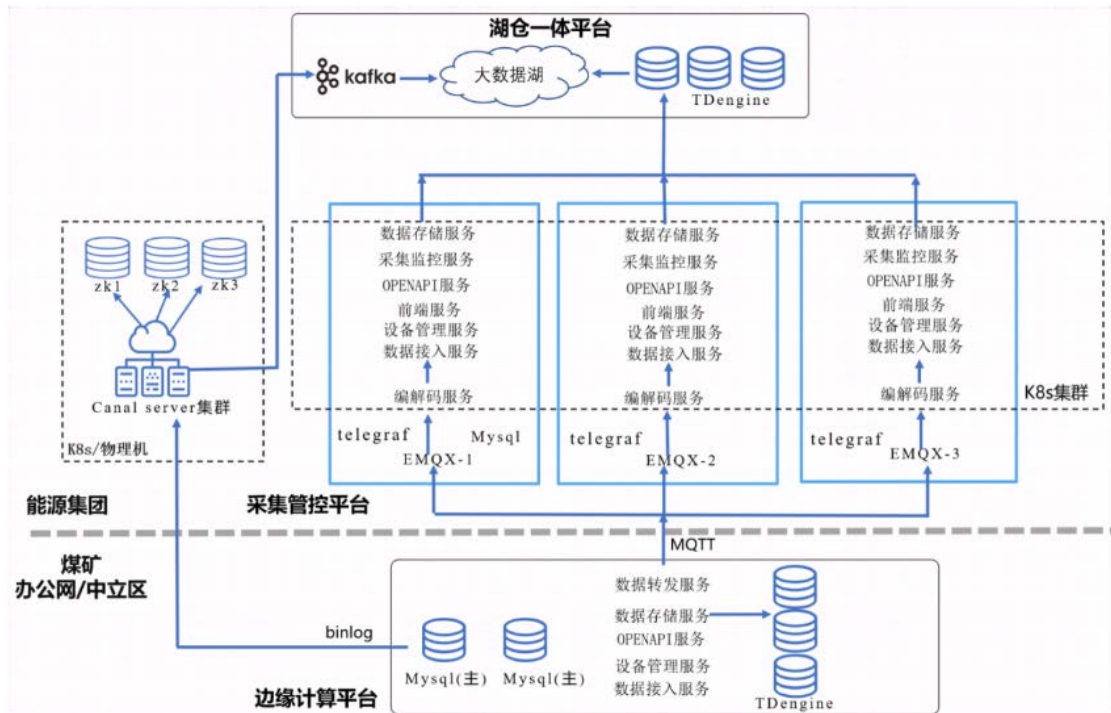 湖仓一体平台
kafka
大数据湖
TDengine
zk1
zk2
zk3
Canal server集群
K8s/物理机
数据存储服务
采集监控服务
OPENAPI服务
前端服务
设备管理服务
数据接入服务
编解码服务
telegraf
Mysql
EMQX-1
数据存储服务
采集监控服务
OPENAPI服务
前端服务
设备管理服务
数据接入服务
编解码服务
telegraf
EMQX-2
数据存储服务
采集监控服务
OPENAPI服务
前端服务
设备管理服务
数据接入服务
编解码服务
telegraf
EMQX-3
K8s集群
能源集团
采集管控平台
煤矿
办公网/中立区
MQTT
binlog
Mysql(主)
Mysql(主)
数据转发服务
数据存储服务
OPENAPI服务
设备管理服务
数据接入服务
TDengine
边缘计算平台